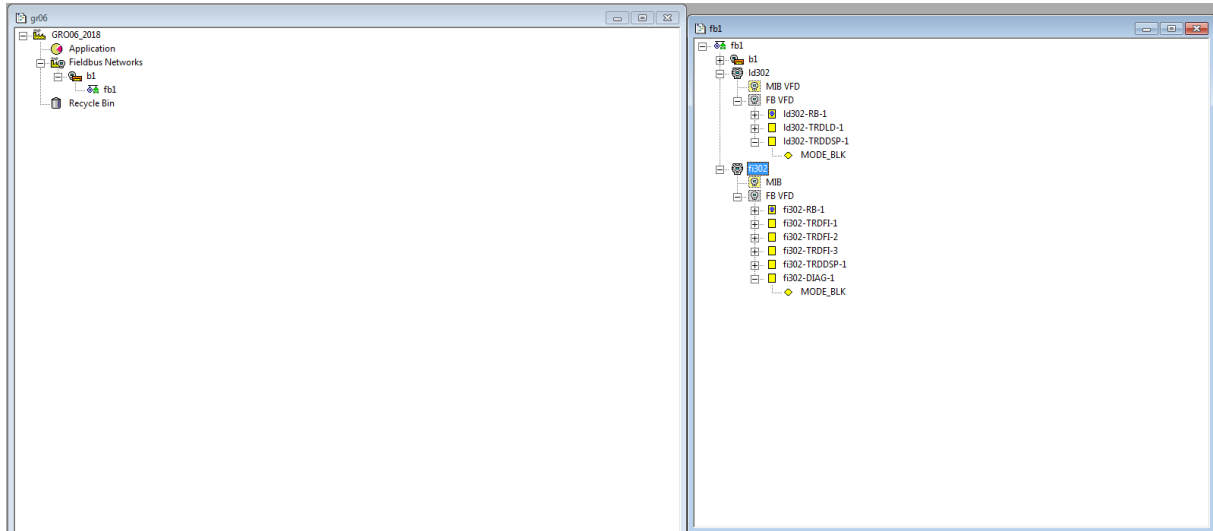 gr06
GRO06_2018
Application
Fieldbus Networks
b1
fb1
Recycle Bin
fb1
fb1
b1
ld302
MIB VFD
FB VFD
ld302-RB-1
ld302-TRDLD-1
ld302-TRDDSP-1
MODE_BLK
fi302
MIB
FB VFD
fi302-RB-1
fi302-TRDFI-1
fi302-TRDFI-2
fi302-TRDFI-3
fi302-TRDDSP-1
fi302-DIAG-1
MODE_BLK